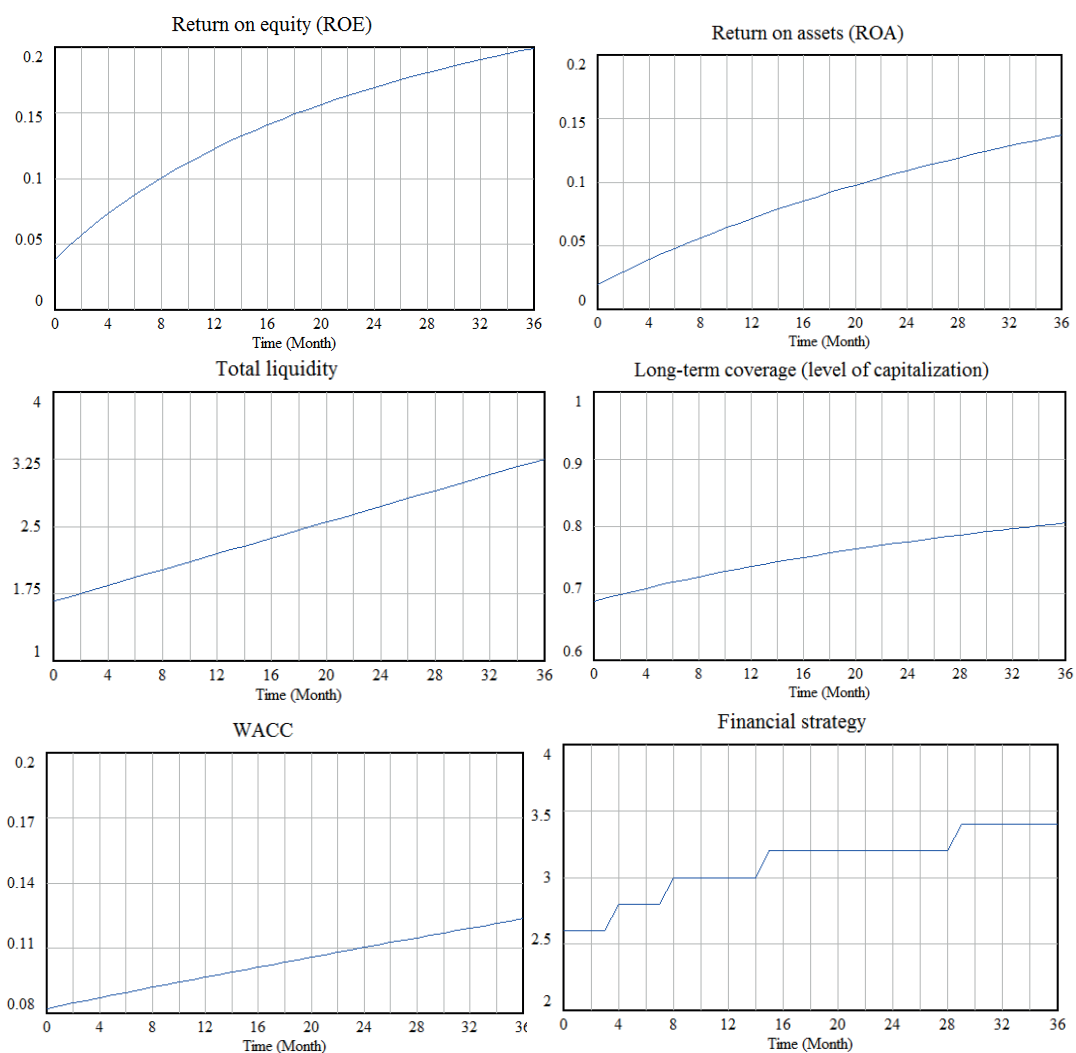 Return on equity (ROE)
0.2
0.15
0.1
0.05
0
0 4 8 12 16 20 24 28 32 36
Time (Month)
Return on assets (ROA)
0.2
0.15
0.1
0.05
0
0 4 8 12 16 20 24 28 32 36
Time (Month)
Total liquidity
4
3.25
2.5
1.75
1
0 4 8 12 16 20 24 28 32 36
Time (Month)
Long-term coverage (level of capitalization)
1
0.9
0.8
0.7
0.6
0 4 8 12 16 20 24 28 32 36
Time (Month)
WACC
0.2
0.17
0.14
0.11
0.08
0 4 8 12 16 20 24 28 32 36
Time (Month)
Financial strategy
4
3.5
3
2.5
2
0 4 8 12 16 20 24 28 32 36
Time (Month)